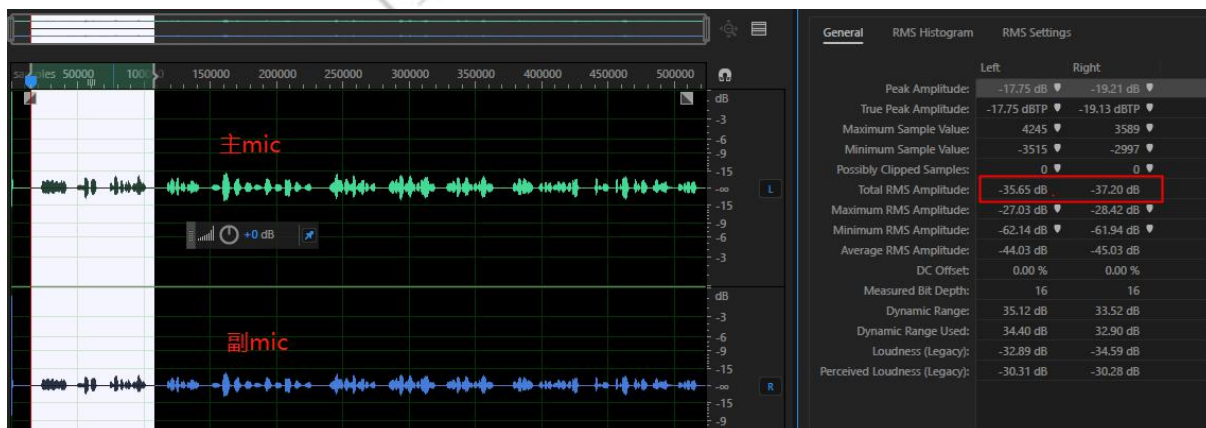 General RMS Histogram RMS Settings
50000 150000 200000 250000 300000 350000 400000 450000 500000
Left Right
Peak Amplitude: -17.75 dB -19.21 dB
True Peak Amplitude: -17.75 dBTP -19.13 dBTP
Maximum Sample Value: 4245 3589
Minimum Sample Value: -3515 -2997
Possibly Clipped Samples: 0 0
Total RMS Amplitude: -35.65 dB -37.20 dB
Maximum RMS Amplitude: -27.03 dB -28.42 dB
Minimum RMS Amplitude: -62.14 dB -61.94 dB
Average RMS Amplitude: -44.03 dB -45.03 dB
DC Offset: 0.00 % 0.00 %
Measured Bit Depth: 16 16
Dynamic Range: 35.12 dB 33.52 dB
Dynamic Range Used: 34.40 dB 32.90 dB
Loudness (Legacy): -32.89 dB -34.59 dB
Perceived Loudness (Legacy): -30.31 dB -30.28 dB
dB
-3
-6
主mic
-9
-15
-∞ L
-15
-9
+0 dB
-6
-3
dB
-3
-6
副mic
-9
-15
-∞ R
-15
-9